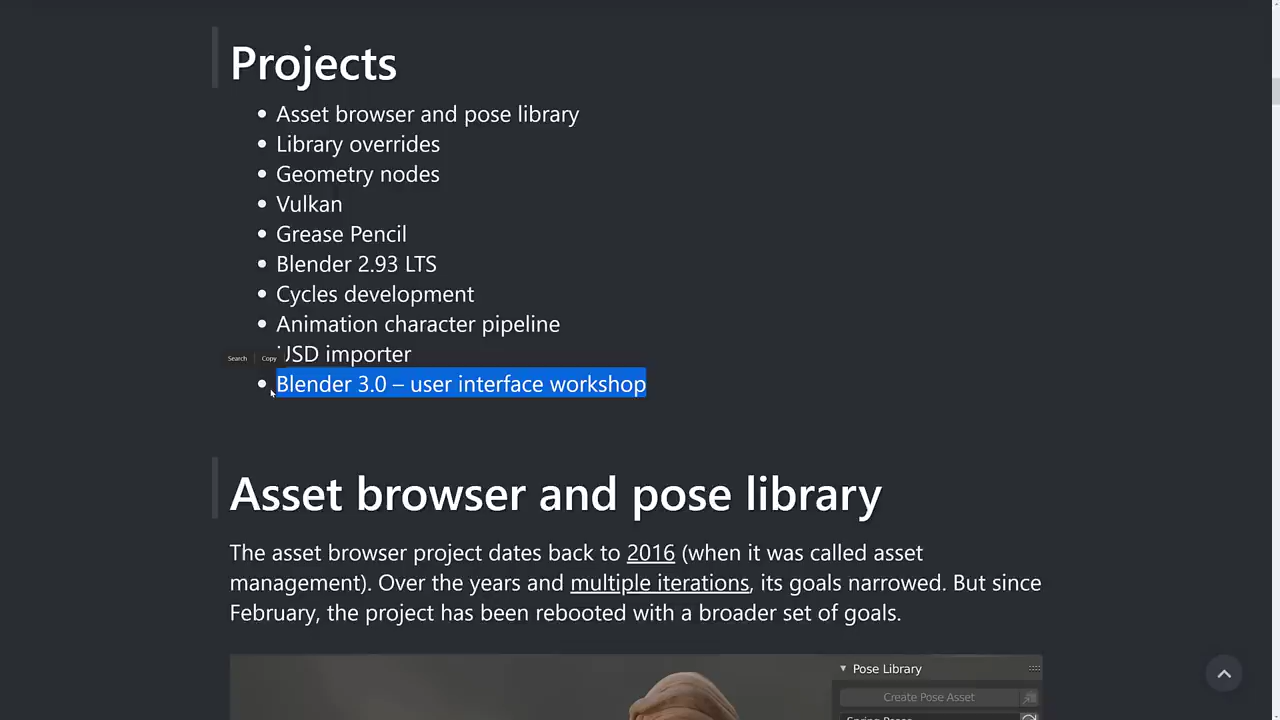 Projects
Asset browser and pose library
Library overrides
Geometry nodes
Vulkan
Grease Pencil
Blender 2.93 LTS
Cycles development
Animation character pipeline
USD importer
Search Copy
Blender 3.0 – user interface workshop
Asset browser and pose library
The asset browser project dates back to 2016 (when it was called asset
management). Over the years and multiple iterations, its goals narrowed. But since
February, the project has been rebooted with a broader set of goals.
Pose Library
Create Pose Asset